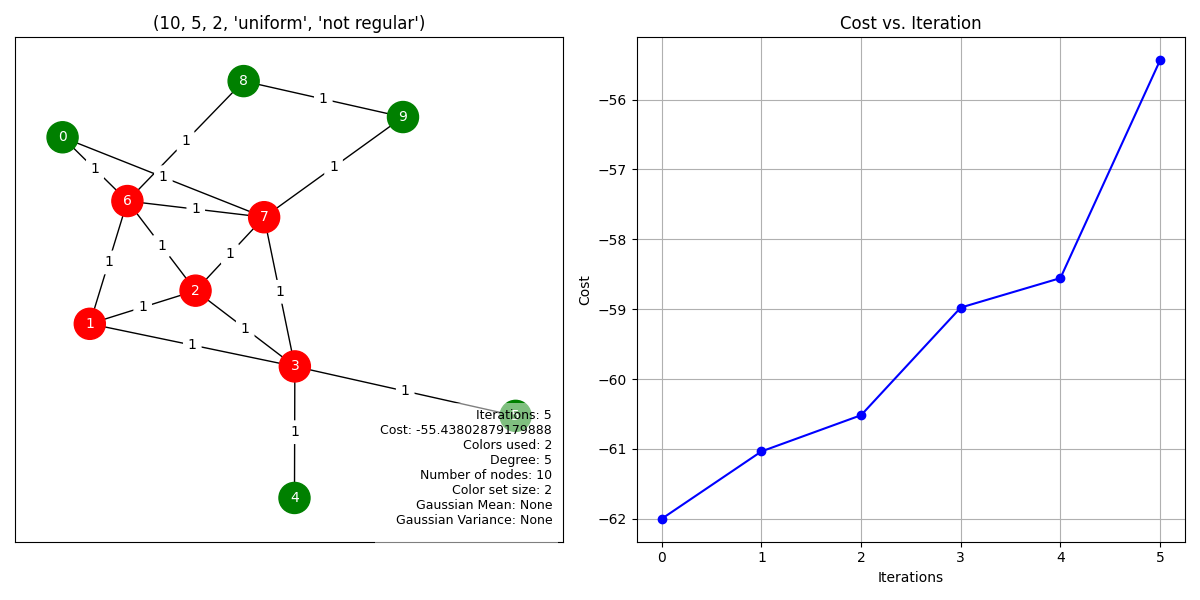 (10, 5, 2, 'uniform', 'not regular')
8
1
9
0
1
1
1
1
6
1
7
1
1
1
1
2
1
1
1
1
3
1
1
4
Iterations: 5
Cost: -55.43802879179888
Colors used: 2
Degree: 5
Number of nodes: 10
Color set size: 2
Gaussian Mean: None
Gaussian Variance: None
Cost vs. Iteration
Cost
−56
−57
−58
−59
−60
−61
−62
0 1 2 3 4 5
Iterations